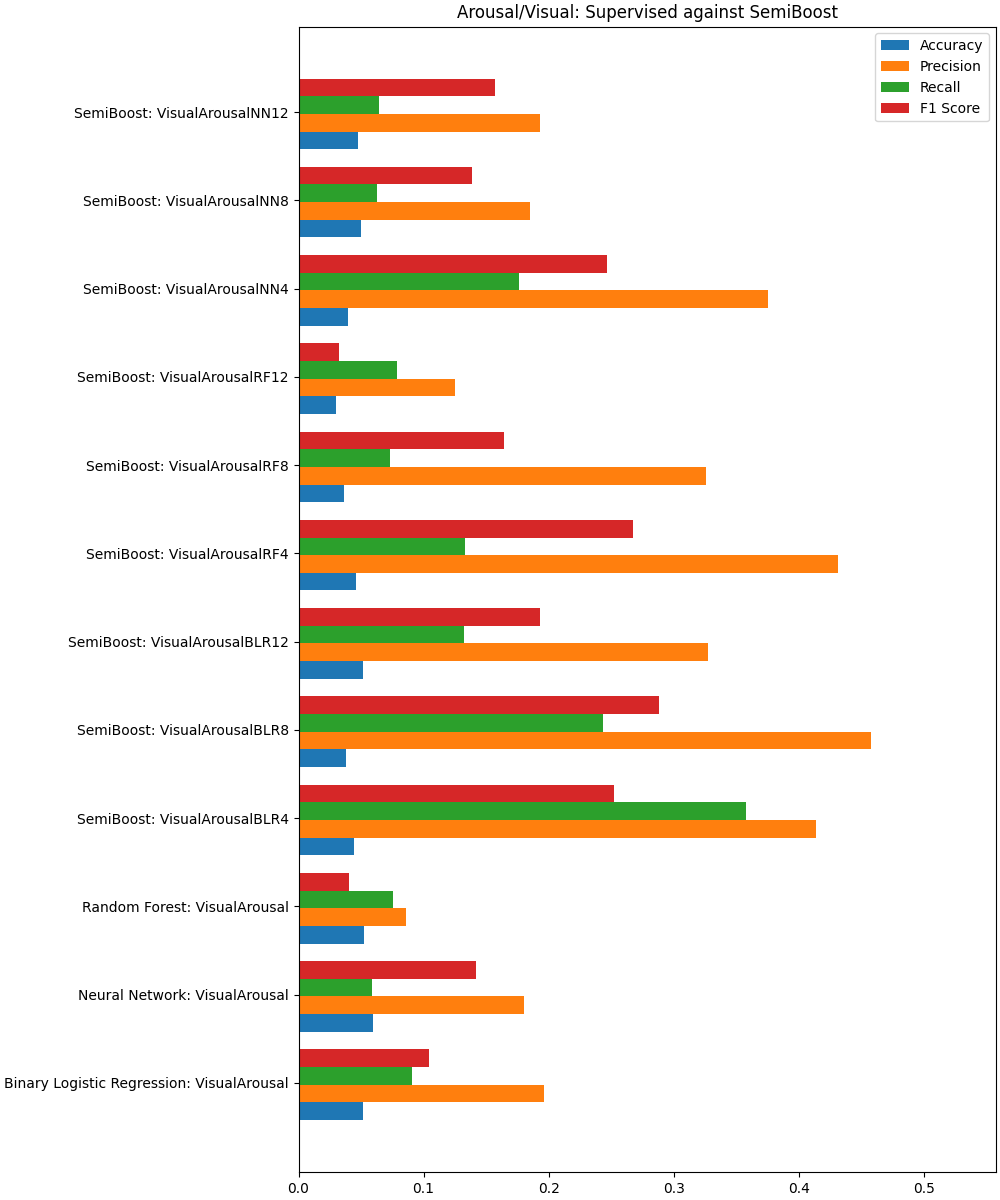 Arousal/Visual: Supervised against SemiBoost
Accuracy
Precision
Recall
F1 Score
SemiBoost: VisualArousalNN12
SemiBoost: VisualArousalNN8
SemiBoost: VisualArousalNN4
SemiBoost: VisualArousalRF12
SemiBoost: VisualArousalRF8
SemiBoost: VisualArousalRF4
SemiBoost: VisualArousalBLR12
SemiBoost: VisualArousalBLR8
SemiBoost: VisualArousalBLR4
Random Forest: VisualArousal
Neural Network: VisualArousal
Binary Logistic Regression: VisualArousal
0.0 0.1 0.2 0.3 0.4 0.5